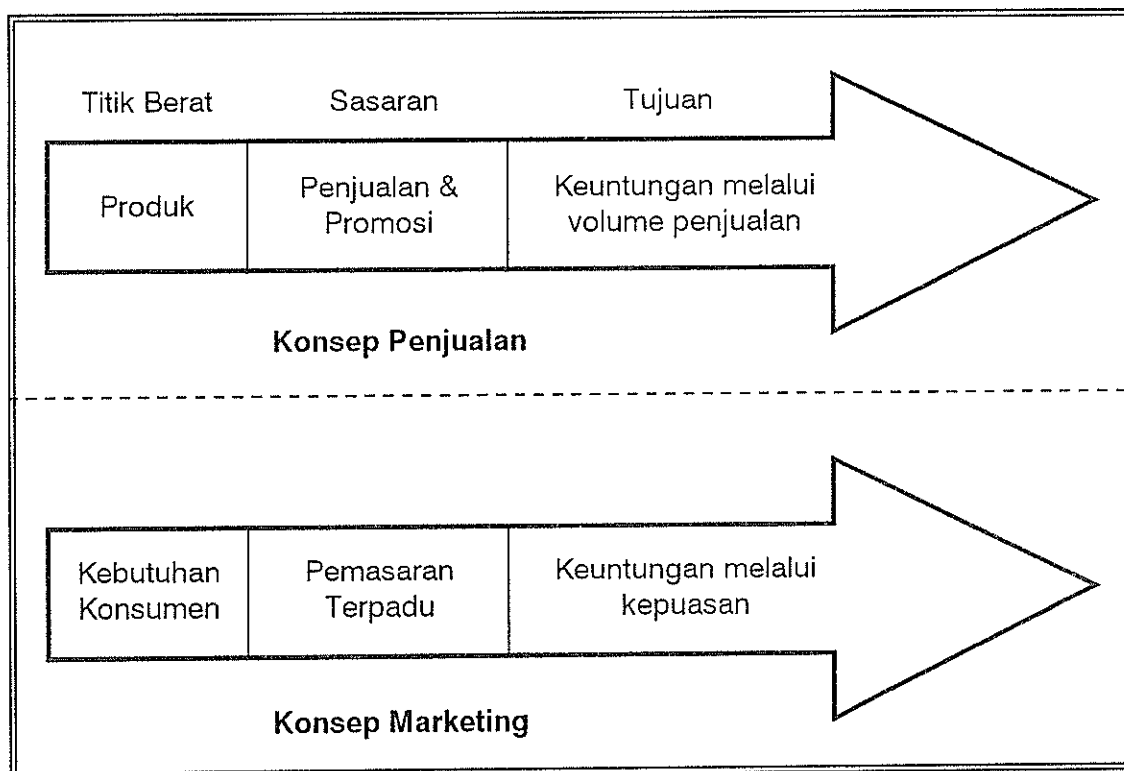 Titik Berat Sasaran Tujuan
Produk
Penjualan &
Promosi
Keuntungan melalui
volume penjualan
Konsep Penjualan
Kebutuhan
Konsumen
Pemasaran
Terpadu
Keuntungan melalui
kepuasan
Konsep Marketing